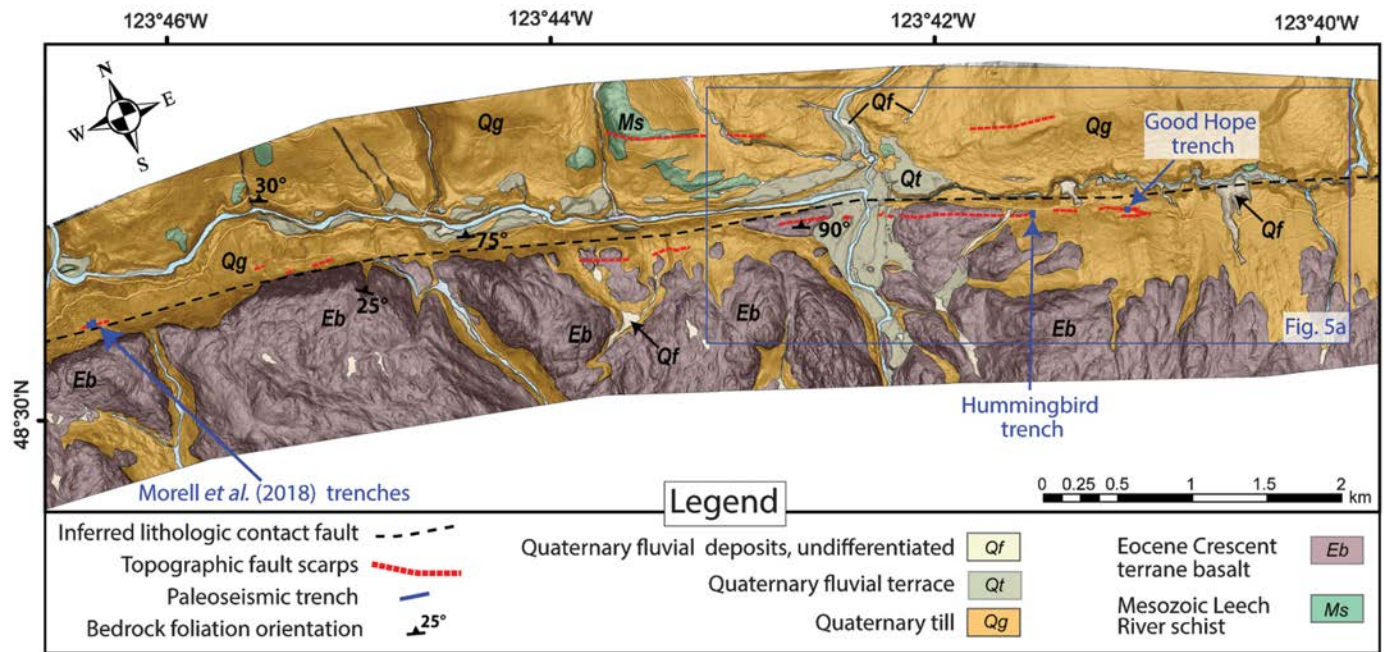 123°46'W
123°44'W
123°42'W
123°40'W
N
E
W
S
Qf
Qg
Ms
Qg
Good Hope
trench
30°
Qt
75°
90°
Qf
Qg
25°
Eb
Eb
Qf
Eb
Eb
Fig. 5a
Eb
48°30'N
Hummingbird
trench
Morell et al. (2018) trenches
0 0.25 0.5 1 1.5 2
km
Legend
Inferred lithologic contact fault
Topographic fault scarps
Paleoseismic trench
Bedrock foliation orientation
25°
Quaternary fluvial deposits, undifferentiated
Qf
Quaternary fluvial terrace
Qt
Quaternary till
Qg
Eocene Crescent
terrane basalt
Eb
Mesozoic Leech
River schist
Ms